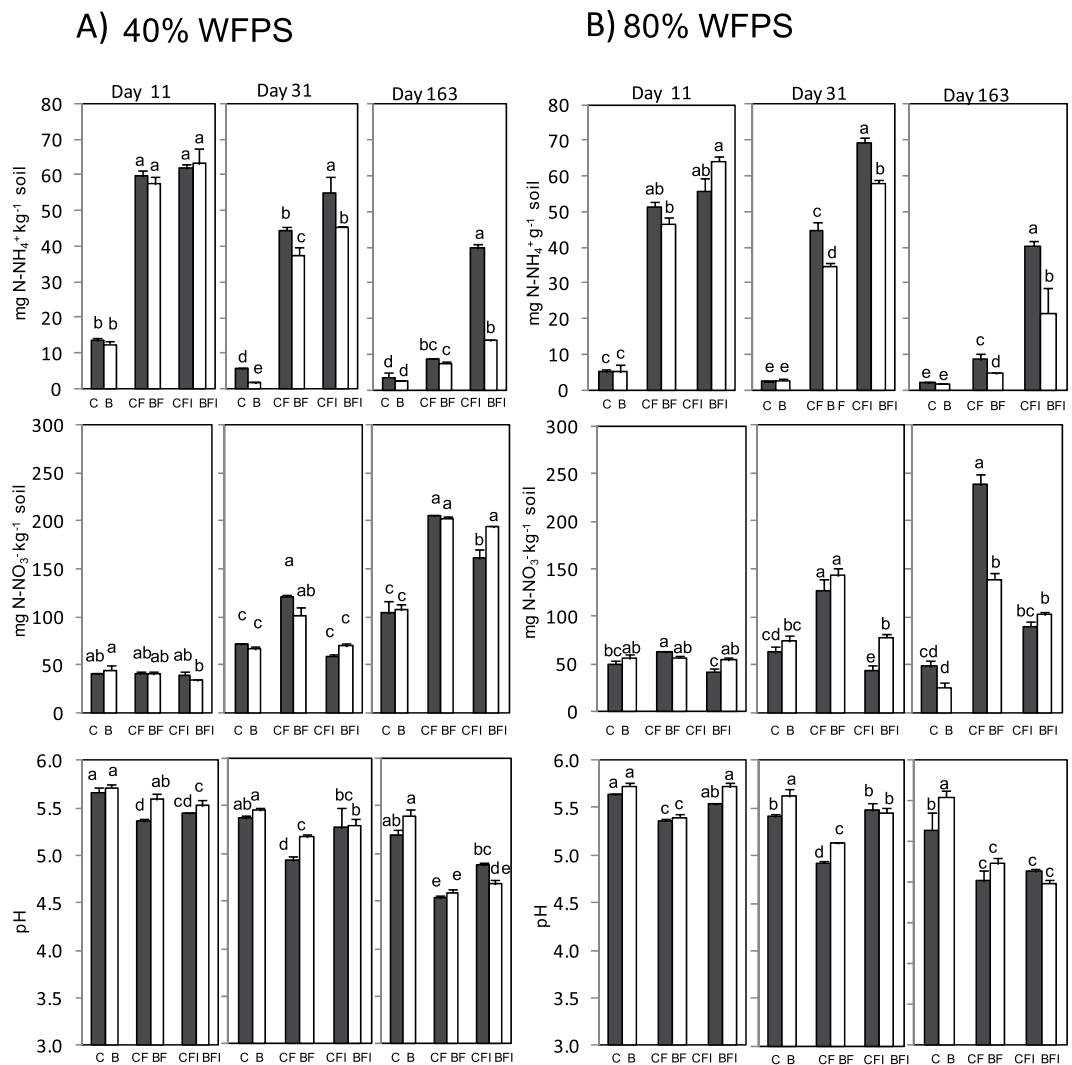 A) 40% WFPS B) 80% WFPS
Day 11 Day 31 Day 163 Day 11 Day 31 Day 163
mg N-NH₄⁺ kg⁻¹ soil
80
70
60
50
40
30
20
10
0
b b a a a a
d e b c a b
d d bc c a b
C B CF BF CFI BFI C B CF BF CFI BFI C B CF BF CFI BFI
mg N-NH₄⁺ g⁻¹ soil
80
70
60
50
40
30
20
10
0
c c ab b ab a
e e c d a b
e e c d a b
C B CF BF CFI BFI C B CF BF CFI BFI C B CF BF CFI BFI
mg N-NO₃⁻ kg⁻¹ soil
300
250
200
150
100
50
0
ab a ab ab ab b
c c a ab c c
c c a a b a
C B CF BF CFI BFI C B CF BF CFI BFI C B CF BF CFI BFI
mg N-NO₃⁻ kg⁻¹ soil
300
250
200
150
100
50
0
bc ab a ab c ab
cd bc a a e b
cd d a b bc b
C B CF BF CFI BFI C B CF BF CFI BFI C B CF BF CFI BFI
pH
6.0
5.5
5.0
4.5
4.0
3.5
3.0
a a d ab cd c
ab a d c bc b
ab a e e bc de
C B CF BF CFI BFI C B CF BF CFI BFI C B CF BF CFI BFI
pH
6.0
5.5
5.0
4.5
4.0
3.5
3.0
a a c c ab a
b a d c b b
b a c c c c
C B CF BF CFI BFI C B CF BF CFI BFI C B CF BF CFI BFI